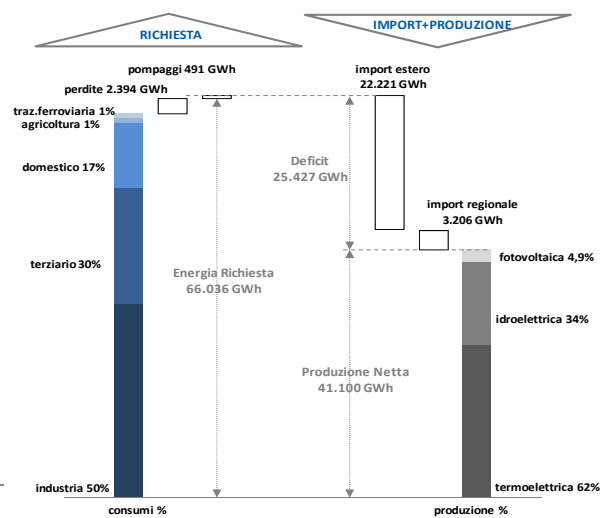 RICHIESTA
IMPORT+PRODUZIONE
pompaggi 491 GWh
perdite 2.394 GWh
traz.ferroviaria 1%
agricoltura 1%
domestico 17%
terziario 30%
industria 50%
consumi %
Energia Richiesta
66.036 GWh
import estero
22.221 GWh
Deficit
25.427 GWh
import regionale
3.206 GWh
fotovoltaica 4,9%
idroelettrica 34%
Produzione Netta
41.100 GWh
termoelettrica 62%
produzione %